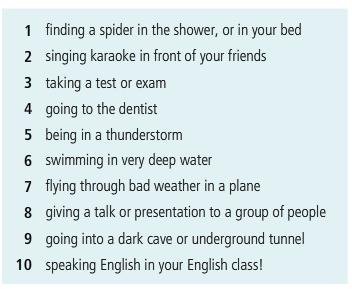 1 finding a spider in the shower, or in your bed
2 singing karaoke in front of your friends
3 taking a test or exam
4 going to the dentist
5 being in a thunderstorm
6 swimming in very deep water
7 flying through bad weather in a plane
8 giving a talk or presentation to a group of people
9 going into a dark cave or underground tunnel
10 speaking English in your English class!